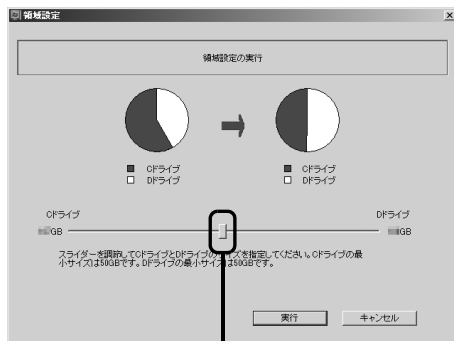 領域設定
領域設定の実行
Cドライブ
Dドライブ
Cドライブ
Dドライブ
Cドライブ
Dドライブ
GB
GB
スライダーを調節してCドライブとDドライブのサイズを指定してください。Cドライブの最
小サイズは50GBです。Dドライブの最小サイズは50GBです。
実行
キャンセル